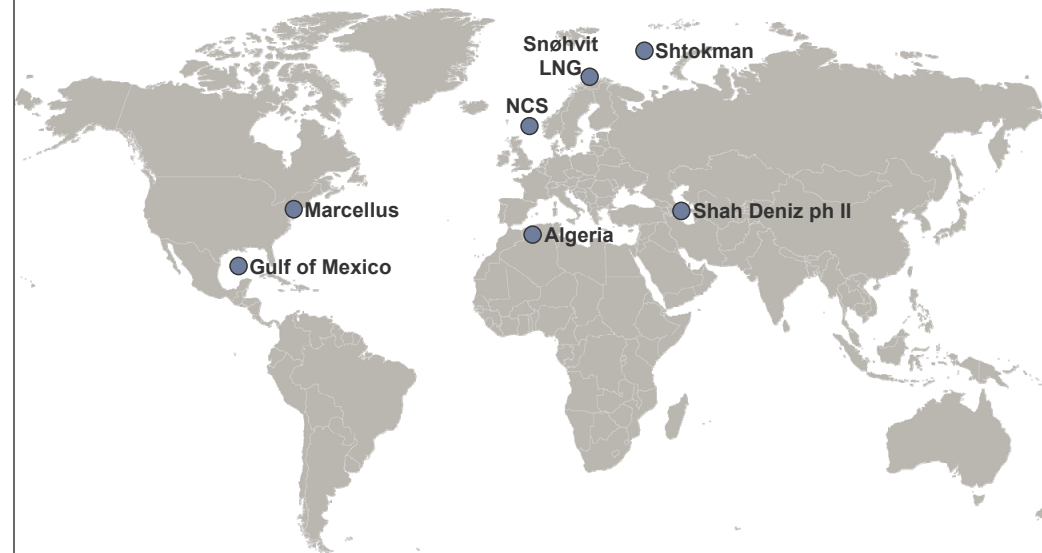 Snøhvit
LNG
Shtokman
NCS
Marcellus
Shah Deniz ph II
Algeria
Gulf of Mexico